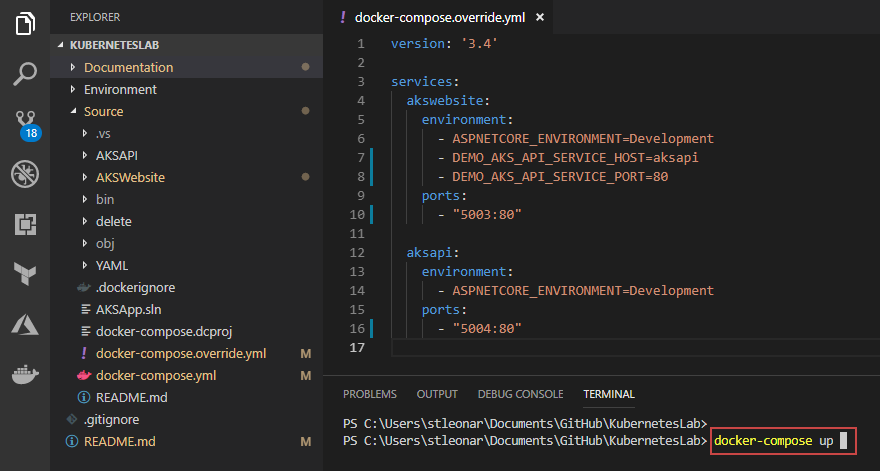 EXPLORER
KUBERNETESLAB
Documentation
Environment
Source
.vs
AKSAPI
AKSWebsite
bin
delete
obj
YAML
.dockerignore
AKSApp.sln
docker-compose.dcproj
! docker-compose.override.yml M
docker-compose.yml M
README.md
.gitignore
README.md M
18
! docker-compose.override.yml ×
1 version: '3.4'
2
3 services:
4 akswebsite:
5 environment:
6 - ASPNETCORE_ENVIRONMENT=Development
7 - DEMO_AKS_API_SERVICE_HOST=aksapi
8 - DEMO_AKS_API_SERVICE_PORT=80
9 ports:
10 - "5003:80"
11
12 aksapi:
13 environment:
14 - ASPNETCORE_ENVIRONMENT=Development
15 ports:
16 - "5004:80"
17
PROBLEMS OUTPUT DEBUG CONSOLE TERMINAL
PS C:\Users\stleonar\Documents\GitHub\KubernetesLab>
PS C:\Users\stleonar\Documents\GitHub\KubernetesLab> docker-compose up